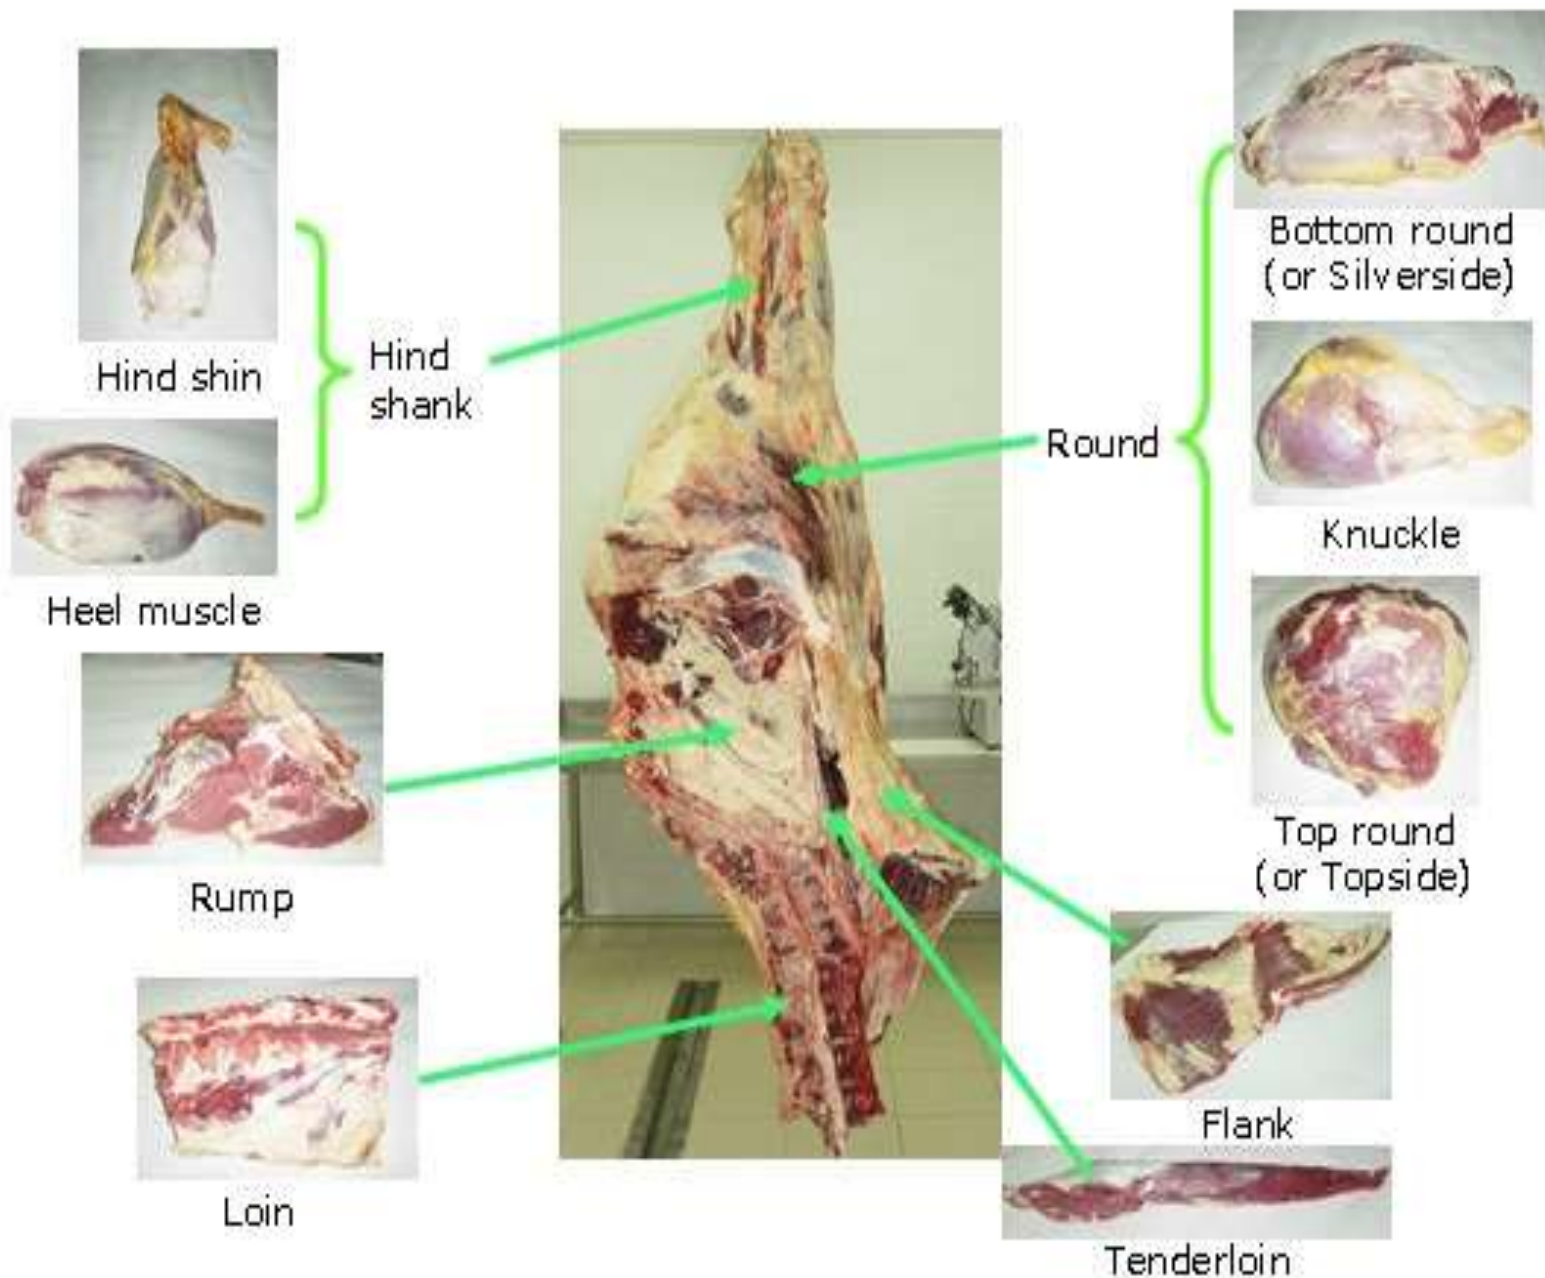 Hind shin
Hind
shank
Heel muscle
Rump
Loin
Bottom round
(or Silverside)
Round
Knuckle
Top round
(or Topside)
Flank
Tenderloin